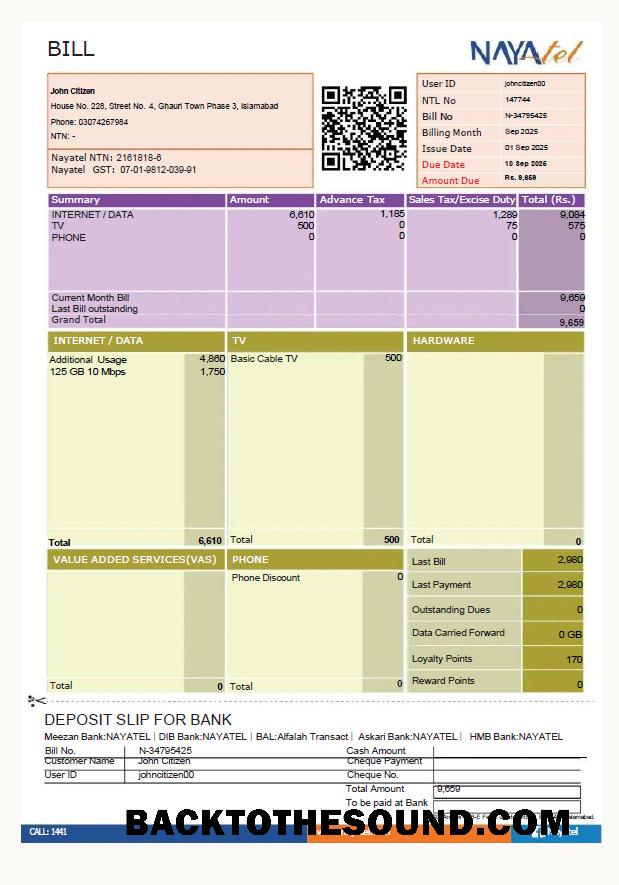 BILL
NAYAtel
John Citizen
House No. 228, Street No. 4, Ghauri Town Phase 3, Islamabad
Phone: 03074267984
NTN: -
Nayatel NTN: 2161818-6
Nayatel GST: 07-01-9812-039-91
User ID johncitizen00
NTL No 147744
Bill No N-34795425
Billing Month Sep 2025
Issue Date 01 Sep 2025
Due Date 10 Sep 2025
Amount Due Rs. 9,659
Summary Amount Advance Tax Sales Tax/Excise Duty Total (Rs.)
INTERNET / DATA 6,610 1,185 1,289 9,084
TV 500 0 75 575
PHONE 0 0 0 0
Current Month Bill 9,659
Last Bill outstanding 0
Grand Total 9,659
INTERNET / DATA TV HARDWARE
Additional Usage 4,860 Basic Cable TV 500
125 GB 10 Mbps 1,750
Total 6,610 Total 500 Total 0
VALUE ADDED SERVICES(VAS) PHONE
Phone Discount 0
Total 0 Total 0
Last Bill 2,980
Last Payment 2,980
Outstanding Dues 0
Data Carried Forward 0 GB
Loyalty Points 170
Reward Points 0
DEPOSIT SLIP FOR BANK
Meezan Bank:NAYATEL | DIB Bank:NAYATEL | BAL:Alfalah Transact | Askari Bank:NAYATEL | HMB Bank:NAYATEL
Bill No. N-34795425 Cash Amount
Customer Name John Citizen Cheque Payment
User ID johncitizen00 Cheque No.
Total Amount 9,659
To be paid at Bank
CALL: 1441
BACKTOTHESOUND.COM